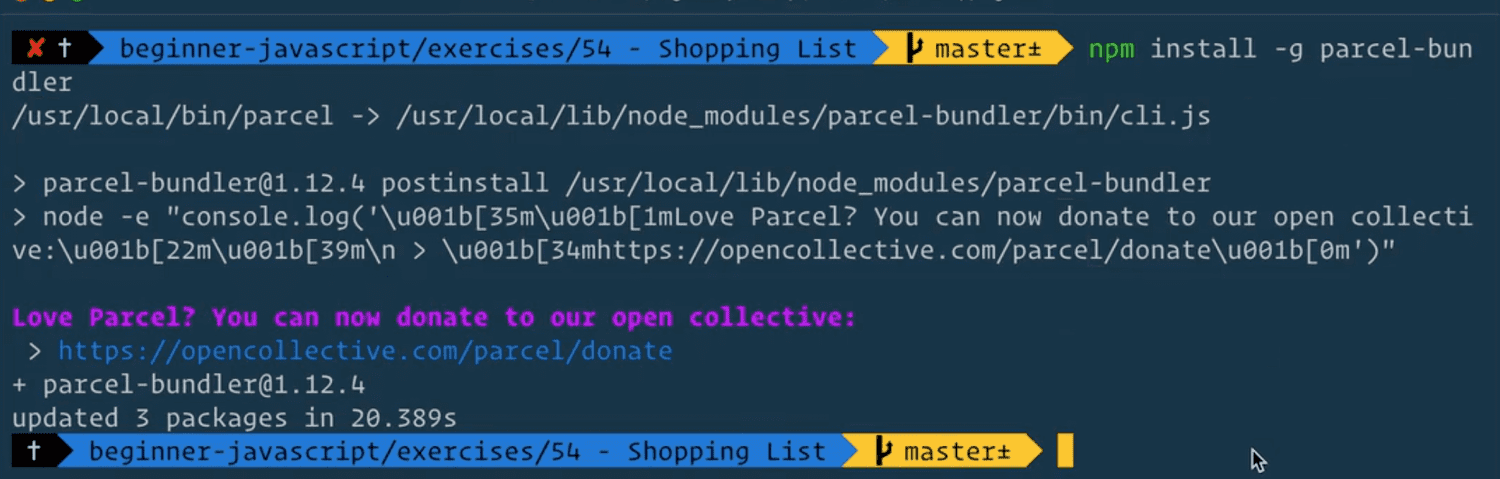 ✘ † beginner-javascript/exercises/54 - Shopping List master± npm install -g parcel-bun
dler
/usr/local/bin/parcel -> /usr/local/lib/node_modules/parcel-bundler/bin/cli.js
> parcel-bundler@1.12.4 postinstall /usr/local/lib/node_modules/parcel-bundler
> node -e "console.log('\u001b[35m\u001b[1mLove Parcel? You can now donate to our open collecti
ve:\u001b[22m\u001b[39m\n > \u001b[34mhttps://opencollective.com/parcel/donate\u001b[0m')"
Love Parcel? You can now donate to our open collective:
> https://opencollective.com/parcel/donate
+ parcel-bundler@1.12.4
updated 3 packages in 20.389s
† beginner-javascript/exercises/54 - Shopping List master±